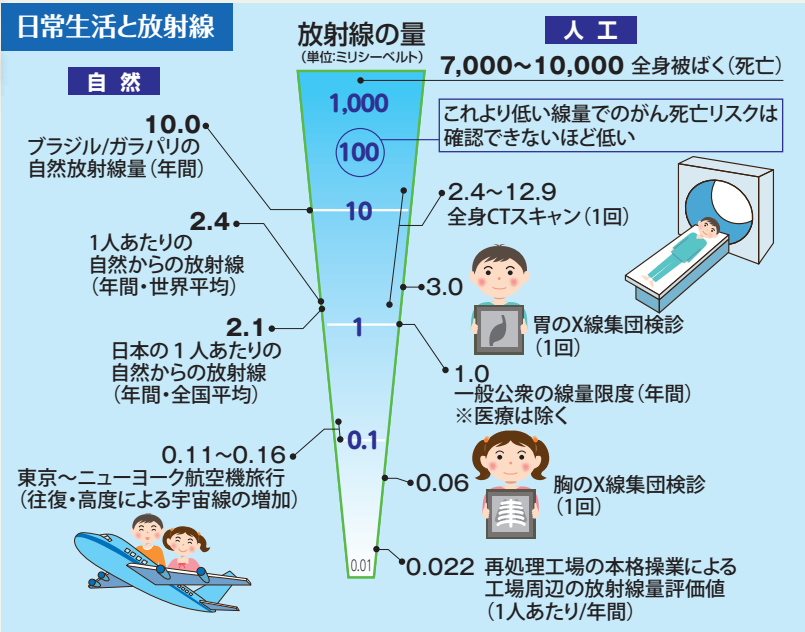 日常生活と放射線
放射線の量
(単位:ミリシーベルト)
自然
人工
7,000〜10,000 全身被ばく(死亡)
1,000
これより低い線量でのがん死亡リスクは
確認できないほど低い
100
10.0
ブラジル/ガラパリの
自然放射線量(年間)
10
2.4〜12.9
全身CTスキャン(1回)
2.4
1人あたりの
自然からの放射線
(年間・世界平均)
3.0
胃のX線集団検診
(1回)
2.1
日本の1人あたりの
自然からの放射線
(年間・全国平均)
1
1.0
一般公衆の線量限度(年間)
※医療は除く
0.11〜0.16
東京〜ニューヨーク航空機旅行
(往復・高度による宇宙線の増加)
0.1
0.06
胸のX線集団検診
(1回)
0.01
0.022
再処理工場の本格操業による
工場周辺の放射線量評価値
(1人あたり/年間)